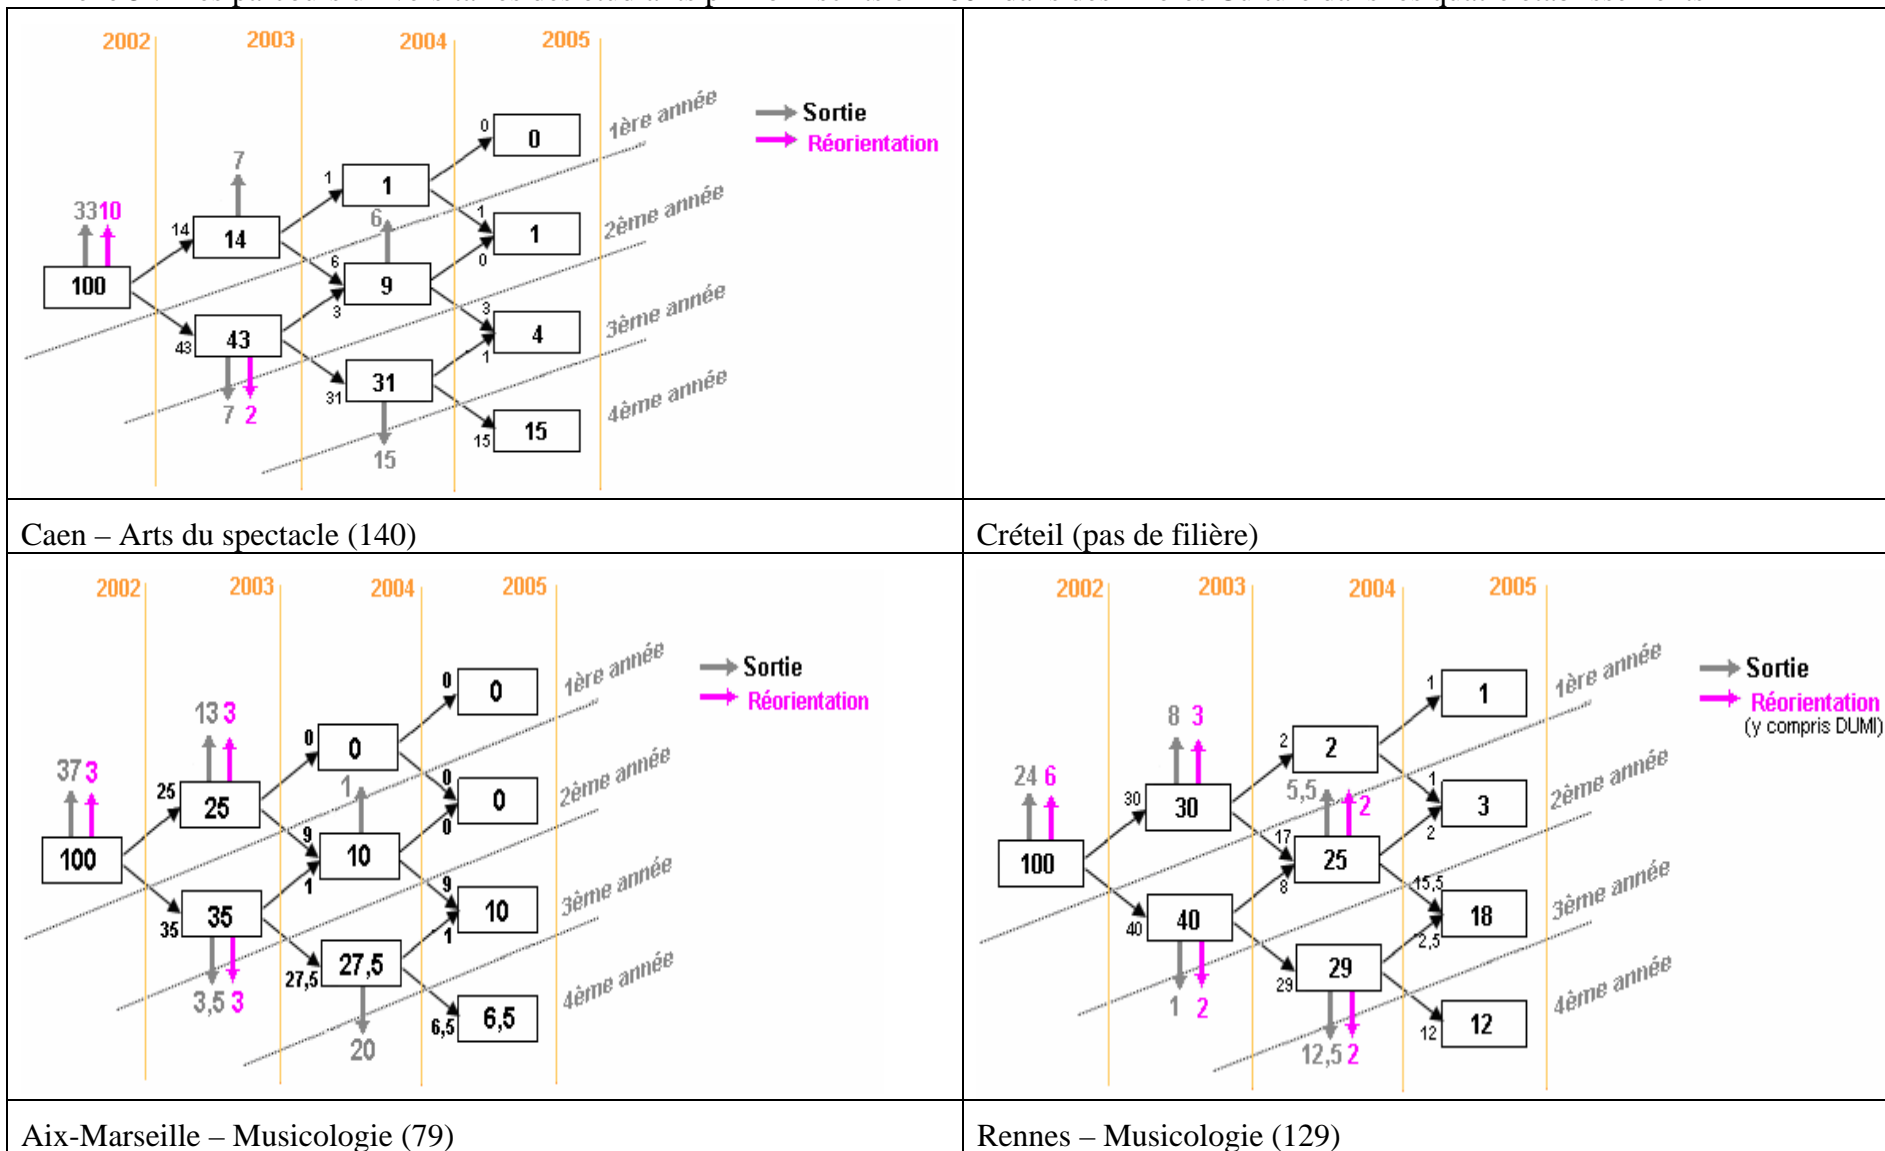 2002 2003 2004 2005
1ère année
2ème année
3ème année
4ème année
Sortie
Réorientation
0 0
7
1 1
33 10
6
1 1
14 14
6 9
0
100
3
3 4
43 43
1
31 31
7 2
15 15
15
Caen – Arts du spectacle (140)
Créteil (pas de filière)
2002 2003 2004 2005
1ère année
2ème année
3ème année
4ème année
Sortie
Réorientation
0 0
13 3
0 0
37 3
1
0 0
25 25
9 10
0
100
1
9 10
35 35
1
27,5 27,5
3,5 3
6,5 6,5
20
Aix-Marseille – Musicologie (79)
2002 2003 2004 2005
1ère année
2ème année
3ème année
4ème année
Sortie
Réorientation
(y compris DUMI)
1 1
8 3
2 2
24 6
5,5 2
1 3
30 30
17 25
2
100
8
15,5 18
40 40
2,5
29 29
1 2
12 12
12,5 2
Rennes – Musicologie (129)